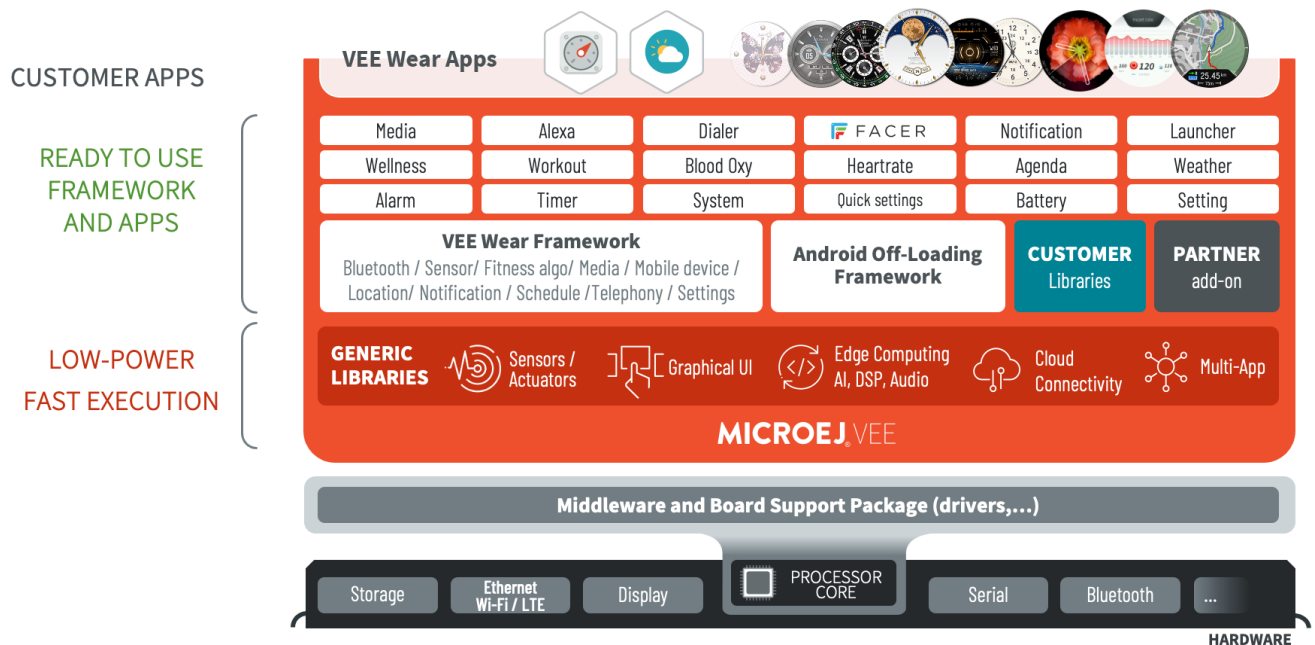 CUSTOMER APPS
VEE Wear Apps
120
25.45
READY TO USE
FRAMEWORK
AND APPS
Media
Alexa
Dialer
FACER
Notification
Launcher
Wellness
Workout
Blood Oxy
Heartrate
Agenda
Weather
Alarm
Timer
System
Quick settings
Battery
Setting
VEE Wear Framework
Bluetooth / Sensor/ Fitness algo/ Media / Mobile device /
Location/ Notification / Schedule /Telephony / Settings
Android Off-Loading
Framework
CUSTOMER
Libraries
PARTNER
add-on
LOW-POWER
FAST EXECUTION
GENERIC
LIBRARIES
Sensors /
Actuators
Graphical UI
Edge Computing
AI, DSP, Audio
Cloud
Connectivity
Multi-App
MICROEJ® VEE
Middleware and Board Support Package (drivers,...)
Storage
Ethernet
Wi-Fi / LTE
Display
PROCESSOR
CORE
Serial
Bluetooth
...
HARDWARE